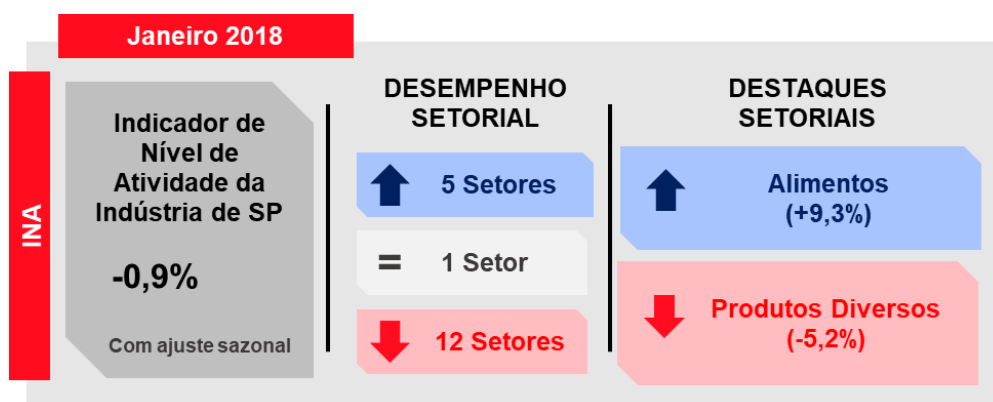 Janeiro 2018
INA
Indicador de
Nível de
Atividade da
Indústria de SP
-0,9%
Com ajuste sazonal
DESEMPENHO
SETORIAL
5 Setores
=
1 Setor
12 Setores
DESTAQUES
SETORIAIS
Alimentos
(+9,3%)
Produtos Diversos
(-5,2%)